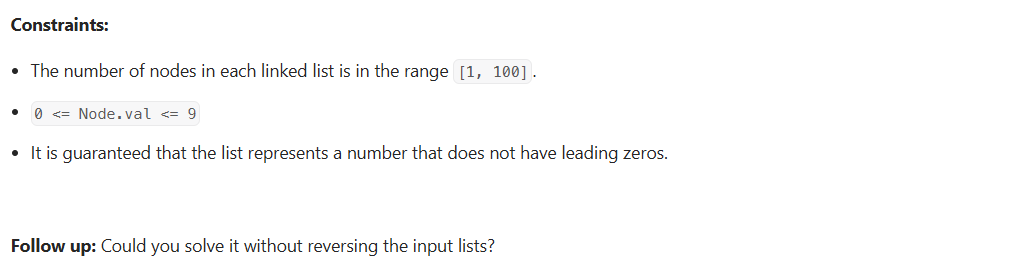 Constraints:
• The number of nodes in each linked list is in the range [1, 100].
• 0 <= Node.val <= 9
• It is guaranteed that the list represents a number that does not have leading zeros.
Follow up: Could you solve it without reversing the input lists?